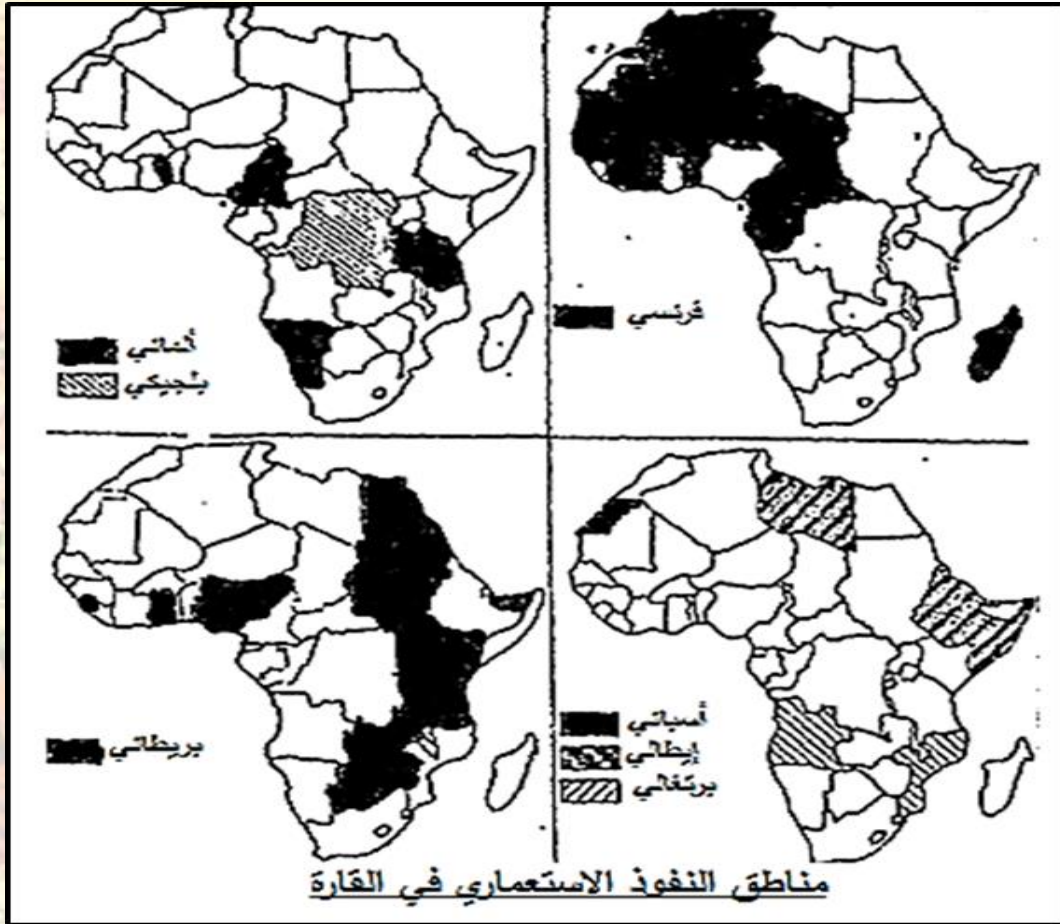 فرنسي
ألماني
بلجيكي
بريطاني
أسباني
إيطالي
برتغالي
مناطق النفوذ الاستعماري في القارة